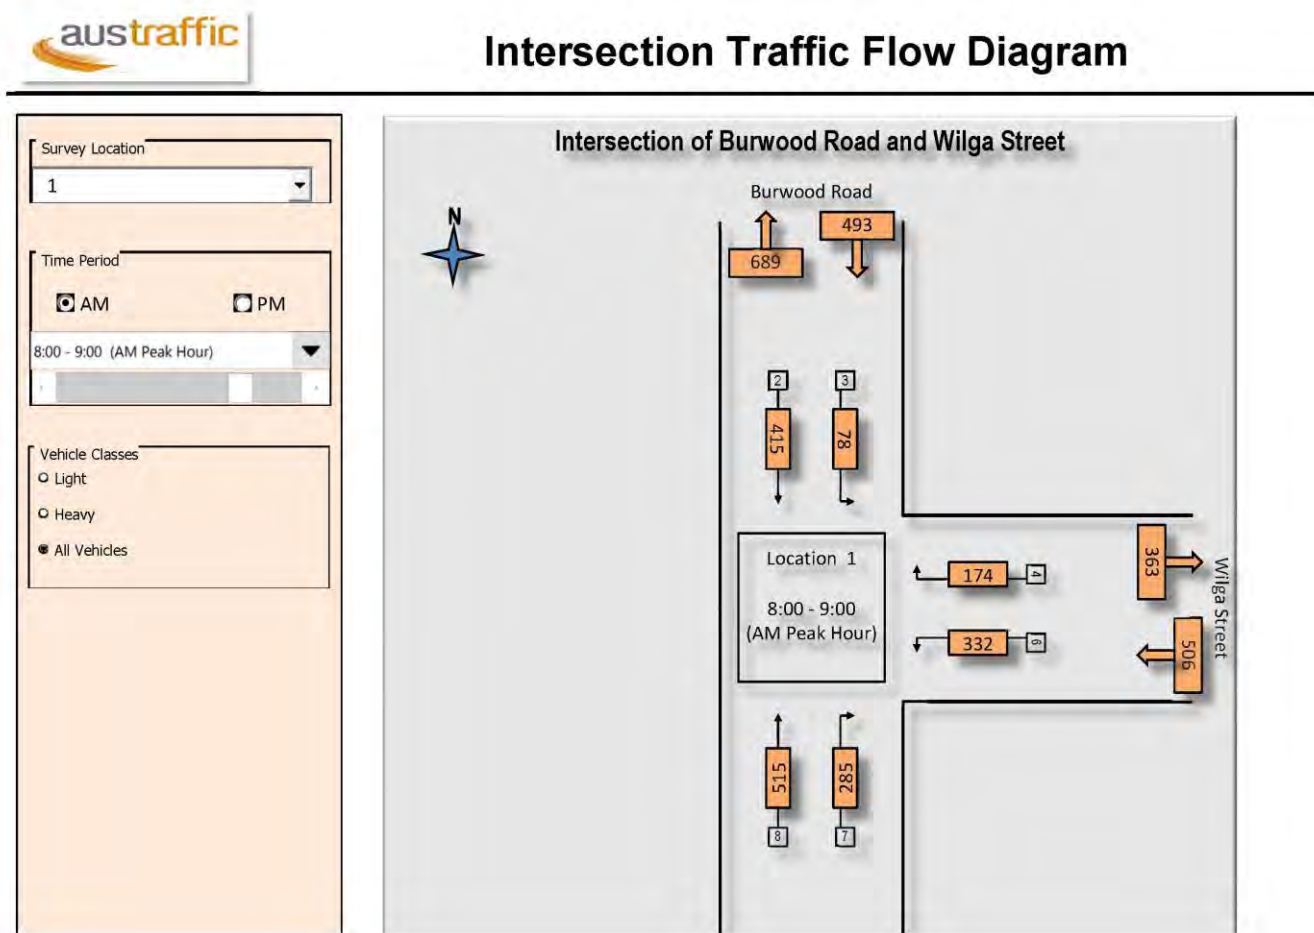 austraffic
Intersection Traffic Flow Diagram
Survey Location
1
Time Period
AM
PM
8:00 - 9:00 (AM Peak Hour)
Vehicle Classes
Light
Heavy
All Vehicles
Intersection of Burwood Road and Wilga Street
N
Burwood Road
689
493
2
3
415
78
Location 1
8:00 - 9:00
(AM Peak Hour)
174
4
332
6
363
506
Wilga Street
515
285
8
7